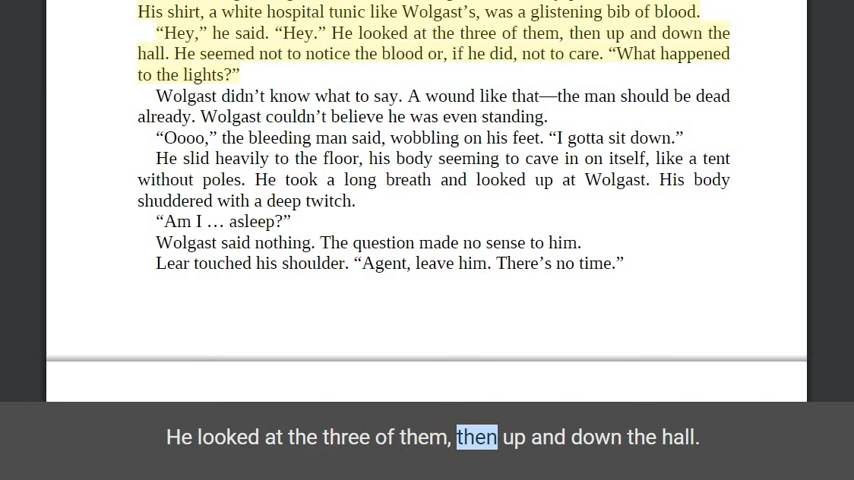 His shirt, a white hospital tunic like Wolgast’s, was a glistening bib of blood.
“Hey,” he said. “Hey.” He looked at the three of them, then up and down the
hall. He seemed not to notice the blood or, if he did, not to care. “What happened
to the lights?”
Wolgast didn’t know what to say. A wound like that—the man should be dead
already. Wolgast couldn’t believe he was even standing.
“Oooo,” the bleeding man said, wobbling on his feet. “I gotta sit down.”
He slid heavily to the floor, his body seeming to cave in on itself, like a tent
without poles. He took a long breath and looked up at Wolgast. His body
shuddered with a deep twitch.
“Am I … asleep?”
Wolgast said nothing. The question made no sense to him.
Lear touched his shoulder. “Agent, leave him. There’s no time.”
He looked at the three of them, then up and down the hall.